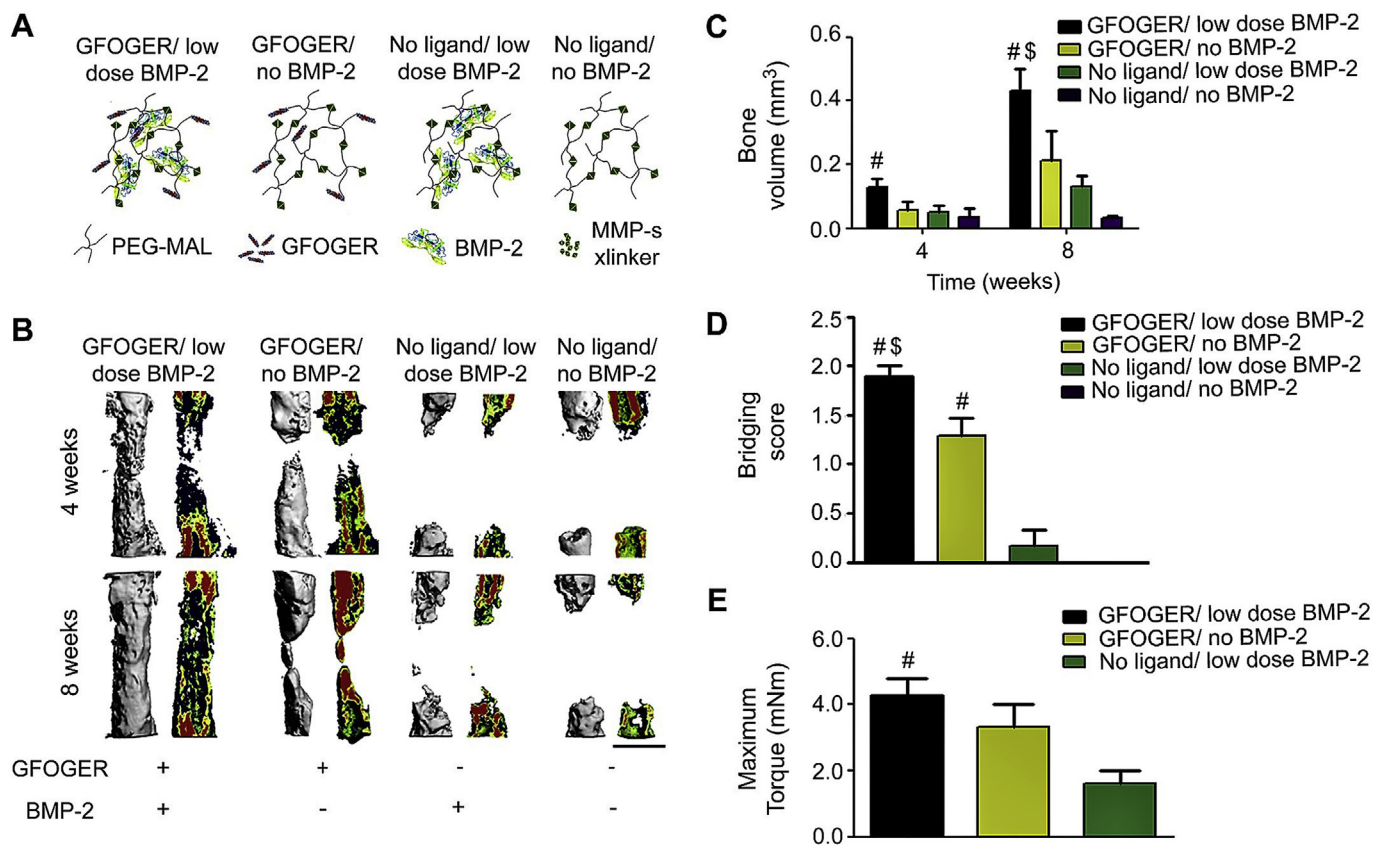 A
GFOGER/ low
dose BMP-2
GFOGER/
no BMP-2
No ligand/ low
dose BMP-2
No ligand/
no BMP-2
PEG-MAL
GFOGER
BMP-2
MMP-s
xlinker
B
GFOGER/ low
dose BMP-2
GFOGER/
no BMP-2
No ligand/ low
dose BMP-2
No ligand/
no BMP-2
4 weeks
8 weeks
GFOGER + + - -
BMP-2 + - + -
C
GFOGER/ low dose BMP-2
GFOGER/ no BMP-2
No ligand/ low dose BMP-2
No ligand/ no BMP-2
Bone
volume (mm³)
0.6
0.4
0.2
0.0
#
# $
4
8
Time (weeks)
D
GFOGER/ low dose BMP-2
GFOGER/ no BMP-2
No ligand/ low dose BMP-2
No ligand/ no BMP-2
Bridging
score
2.5
2.0
1.5
1.0
0.5
0.0
# $
#
E
GFOGER/ low dose BMP-2
GFOGER/ no BMP-2
No ligand/ low dose BMP-2
Maximum
Torque (mNm)
6.0
4.0
2.0
0.0
#